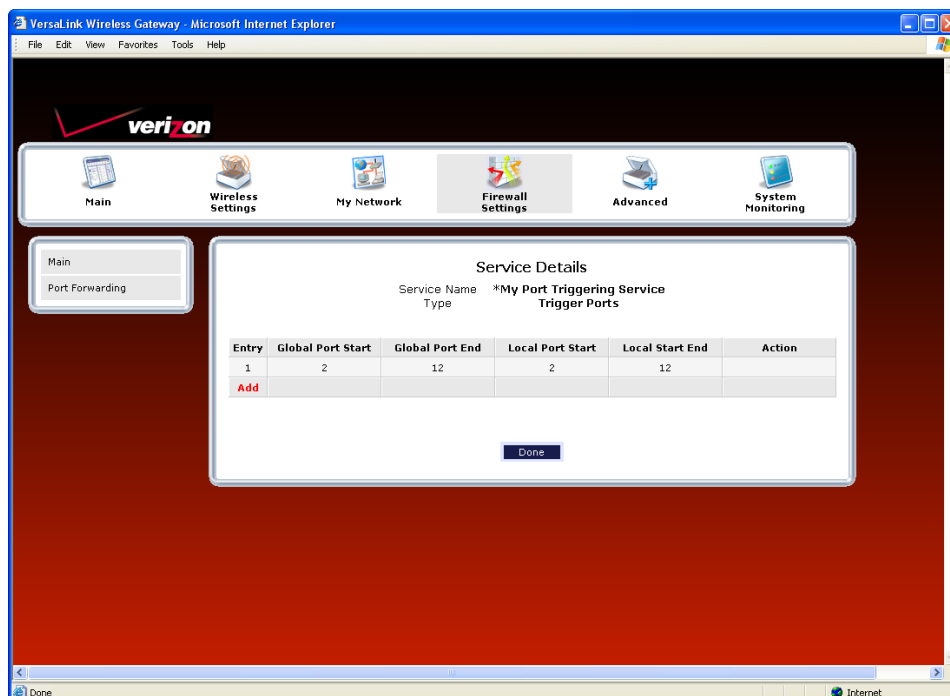 VersaLink Wireless Gateway - Microsoft Internet Explorer
File Edit View Favorites Tools Help
verizon
Main
Wireless Settings
My Network
Firewall Settings
Advanced
System Monitoring
Main
Port Forwarding
Service Details
Service Name *My Port Triggering Service
Type Trigger Ports
Entry Global Port Start Global Port End Local Port Start Local Start End Action
1 2 12 2 12
Add
Done
Done Internet